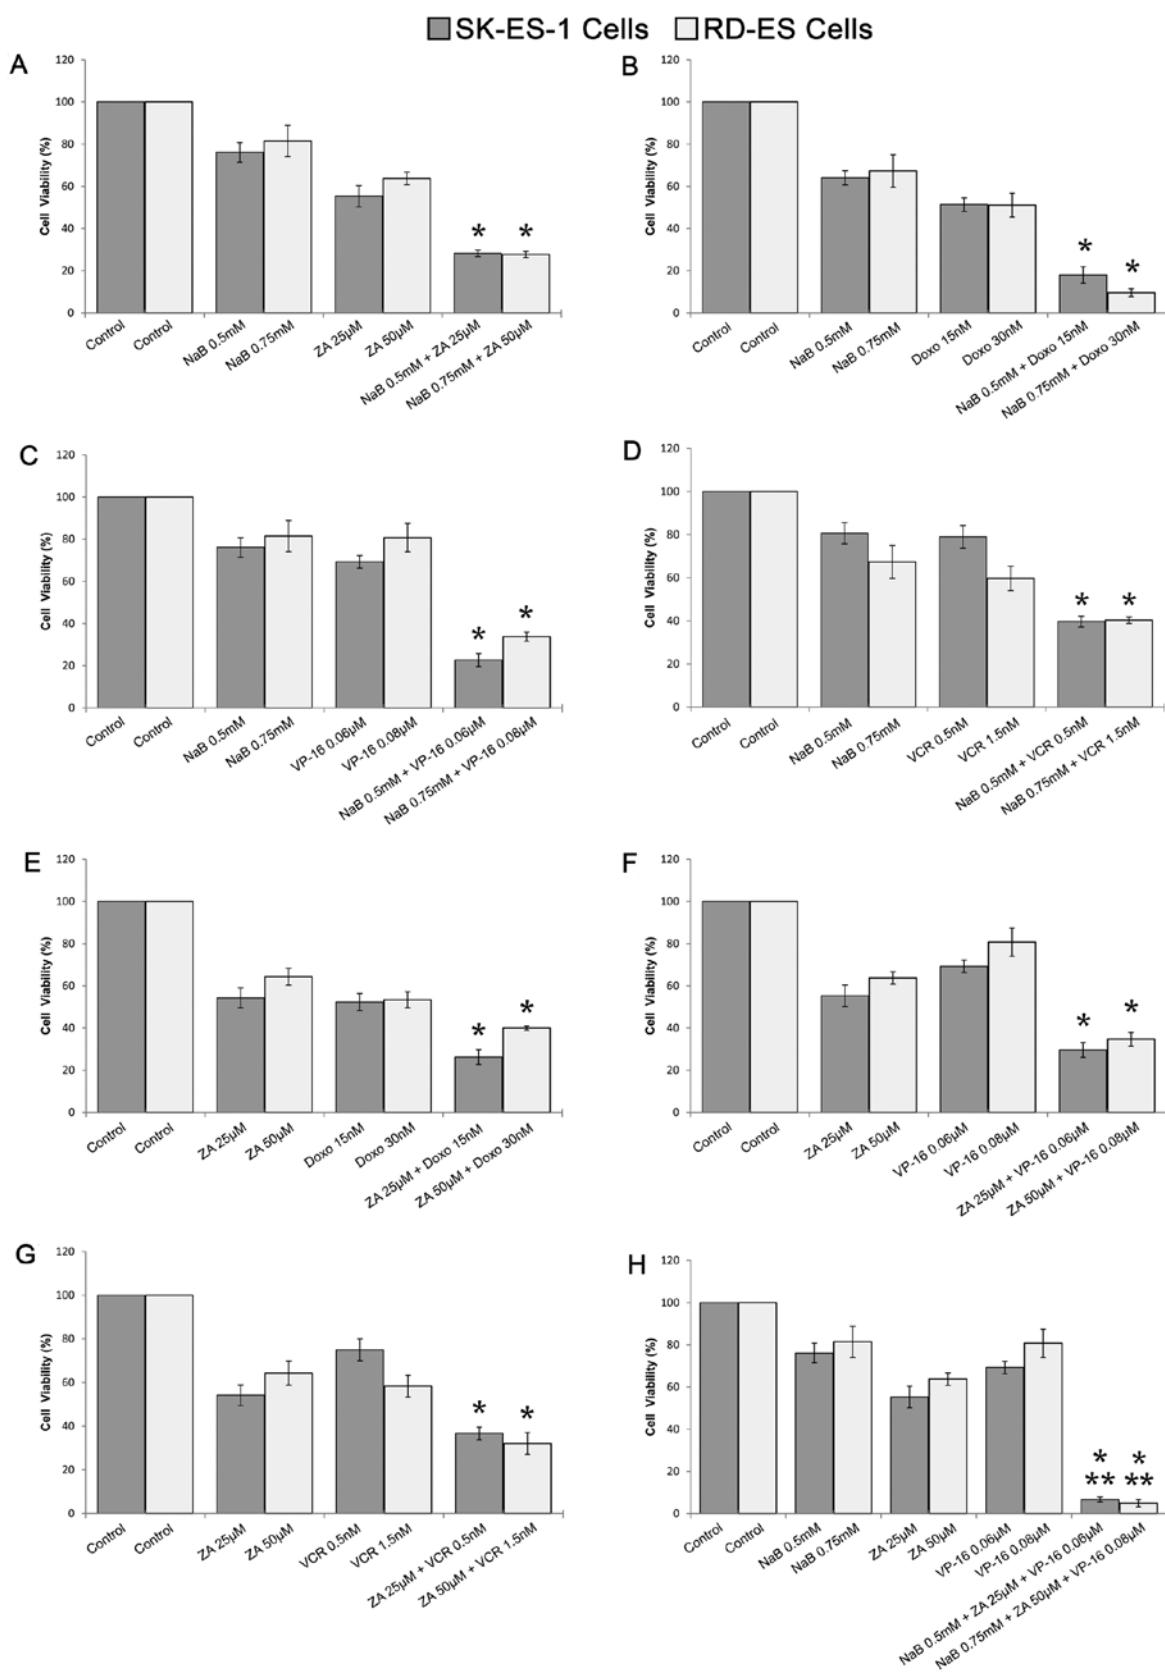 SK-ES-1 Cells RD-ES Cells
A
120
100
80
60
40
20
0
Cell Viability (%)
Control
Control
NaB 0.5mM
NaB 0.75mM
ZA 25µM
ZA 50µM
NaB 0.5mM + ZA 25µM
NaB 0.75mM + ZA 50µM
* *
B
120
100
80
60
40
20
0
Cell Viability (%)
Control
Control
NaB 0.5mM
NaB 0.75mM
Doxo 15nM
Doxo 30nM
NaB 0.5mM + Doxo 15nM
NaB 0.75mM + Doxo 30nM
* *
C
120
100
80
60
40
20
0
Cell Viability (%)
Control
Control
NaB 0.5mM
NaB 0.75mM
VP-16 0.06µM
VP-16 0.08µM
NaB 0.5mM + VP-16 0.06µM
NaB 0.75mM + VP-16 0.08µM
* *
D
120
100
80
60
40
20
0
Cell Viability (%)
Control
Control
NaB 0.5mM
NaB 0.75mM
VCR 0.5nM
VCR 1.5nM
NaB 0.5mM + VCR 0.5nM
NaB 0.75mM + VCR 1.5nM
* *
E
120
100
80
60
40
20
0
Cell Viability (%)
Control
Control
ZA 25µM
ZA 50µM
Doxo 15nM
Doxo 30nM
ZA 25µM + Doxo 15nM
ZA 50µM + Doxo 30nM
* *
F
120
100
80
60
40
20
0
Cell Viability (%)
Control
Control
ZA 25µM
ZA 50µM
VP-16 0.06µM
VP-16 0.08µM
ZA 25µM + VP-16 0.06µM
ZA 50µM + VP-16 0.08µM
* *
G
120
100
80
60
40
20
0
Cell Viability (%)
Control
Control
ZA 25µM
ZA 50µM
VCR 0.5nM
VCR 1.5nM
ZA 25µM + VCR 0.5nM
ZA 50µM + VCR 1.5nM
* *
H
120
100
80
60
40
20
0
Cell Viability (%)
Control
Control
NaB 0.5mM
NaB 0.75mM
ZA 25µM
ZA 50µM
VP-16 0.06µM
VP-16 0.08µM
NaB 0.5mM + ZA 25µM + VP-16 0.06µM
NaB 0.75mM + ZA 50µM + VP-16 0.08µM
* *
** **